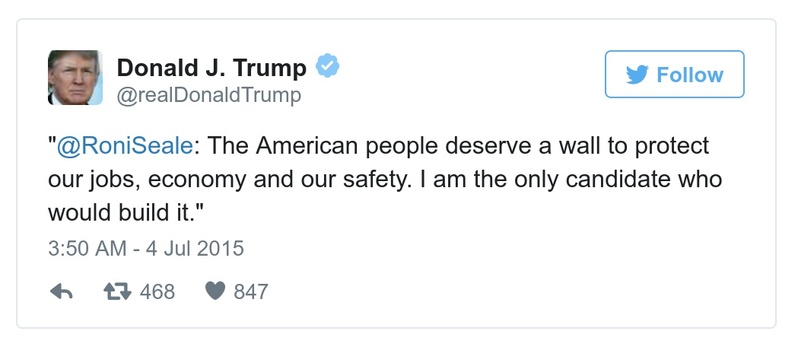 Donald J. Trump
@realDonaldTrump
Follow
"@RoniSeale: The American people deserve a wall to protect
our jobs, economy and our safety. I am the only candidate who
would build it."
3:50 AM - 4 Jul 2015
468 847